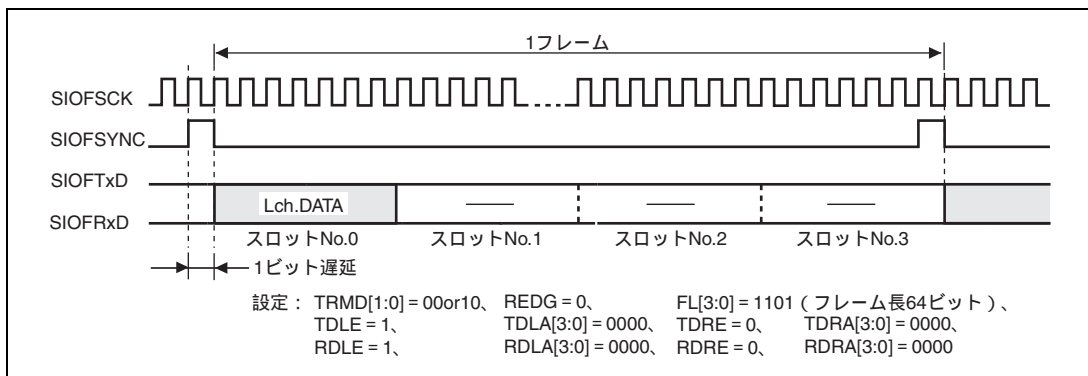 1フレーム
SIOFSCK
SIOFSYNC
SIOFTxD
SIOFRxD
Lch.DATA
スロットNo.0 スロットNo.1 スロットNo.2 スロットNo.3
1ビット遅延
設定： TRMD[1:0] = 00or10、 REDG = 0、 FL[3:0] = 1101（フレーム長64ビット）、
TDLE = 1、 TDLA[3:0] = 0000、 TDRE = 0、 TDRA[3:0] = 0000、
RDLE = 1、 RDLA[3:0] = 0000、 RDRE = 0、 RDRA[3:0] = 0000